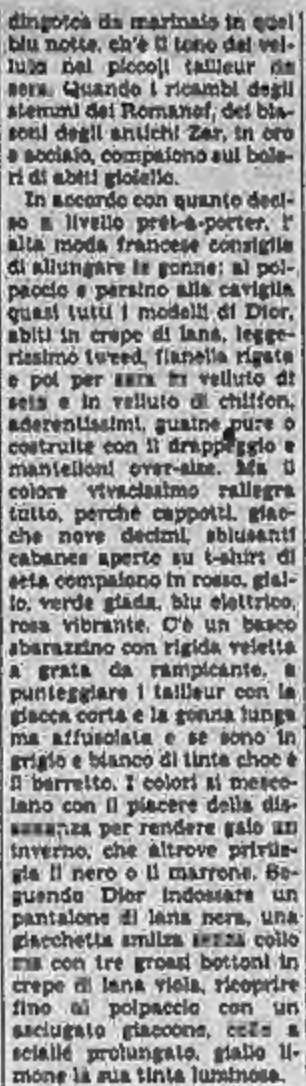 dingotca da marinaio in quel
blu notte, ch'è il tono del vel-
luto nei piccoli tailleur da
sera. Quando i ricambi degli
stemmi dei Romanof, dei bla-
soni degli antichi Zar, in oro
e acciaio, compaiono sui bole-
ri di abiti gioiello.
In accordo con quanto deci-
so a livello prêt-à-porter, l'
alta moda francese consiglia
di allungare le gonne: al pol-
paccio e persino alla caviglia
quasi tutti i modelli di Dior,
abiti in crepe di lana, legge-
rissimo tweed, flanella rigata
e poi per sera in velluto di
seta e in velluto di chiffon,
aderentissimi, guaine pure o
costruite con il drappeggio e
mantelloni over-size. Ma il
colore vivacissimo rallegra
tutto, perché cappotti, giac-
che nove decimi, sblusanti
cabanes aperte su t-shirt di
seta compaiono in rosso, gial-
lo, verde giada, blu elettrico,
rosa vibrante. C'è un basco
sbarazzino con rigida veletta
a grata da rampicante, a
punteggiare i tailleur con la
giacca corta e la gonna lunga
ma affusolata e se sono in
grigio e bianco di tinta choc è
il berretto. I colori si mesco-
lano con il piacere della dis-
sonanza per rendere gaio un
inverno, che altrove privile-
gia il nero o il marrone. Se-
guendo Dior indossare un
pantalone di lana nera, una
giacchetta smilza senza collo
ma con tre grossi bottoni in
crepe di lana viola, ricoprire
fino al polpaccio con un
asciugato giaccone, collo a
scialle prolungato, giallo li-
mone la sua tinta luminosa.